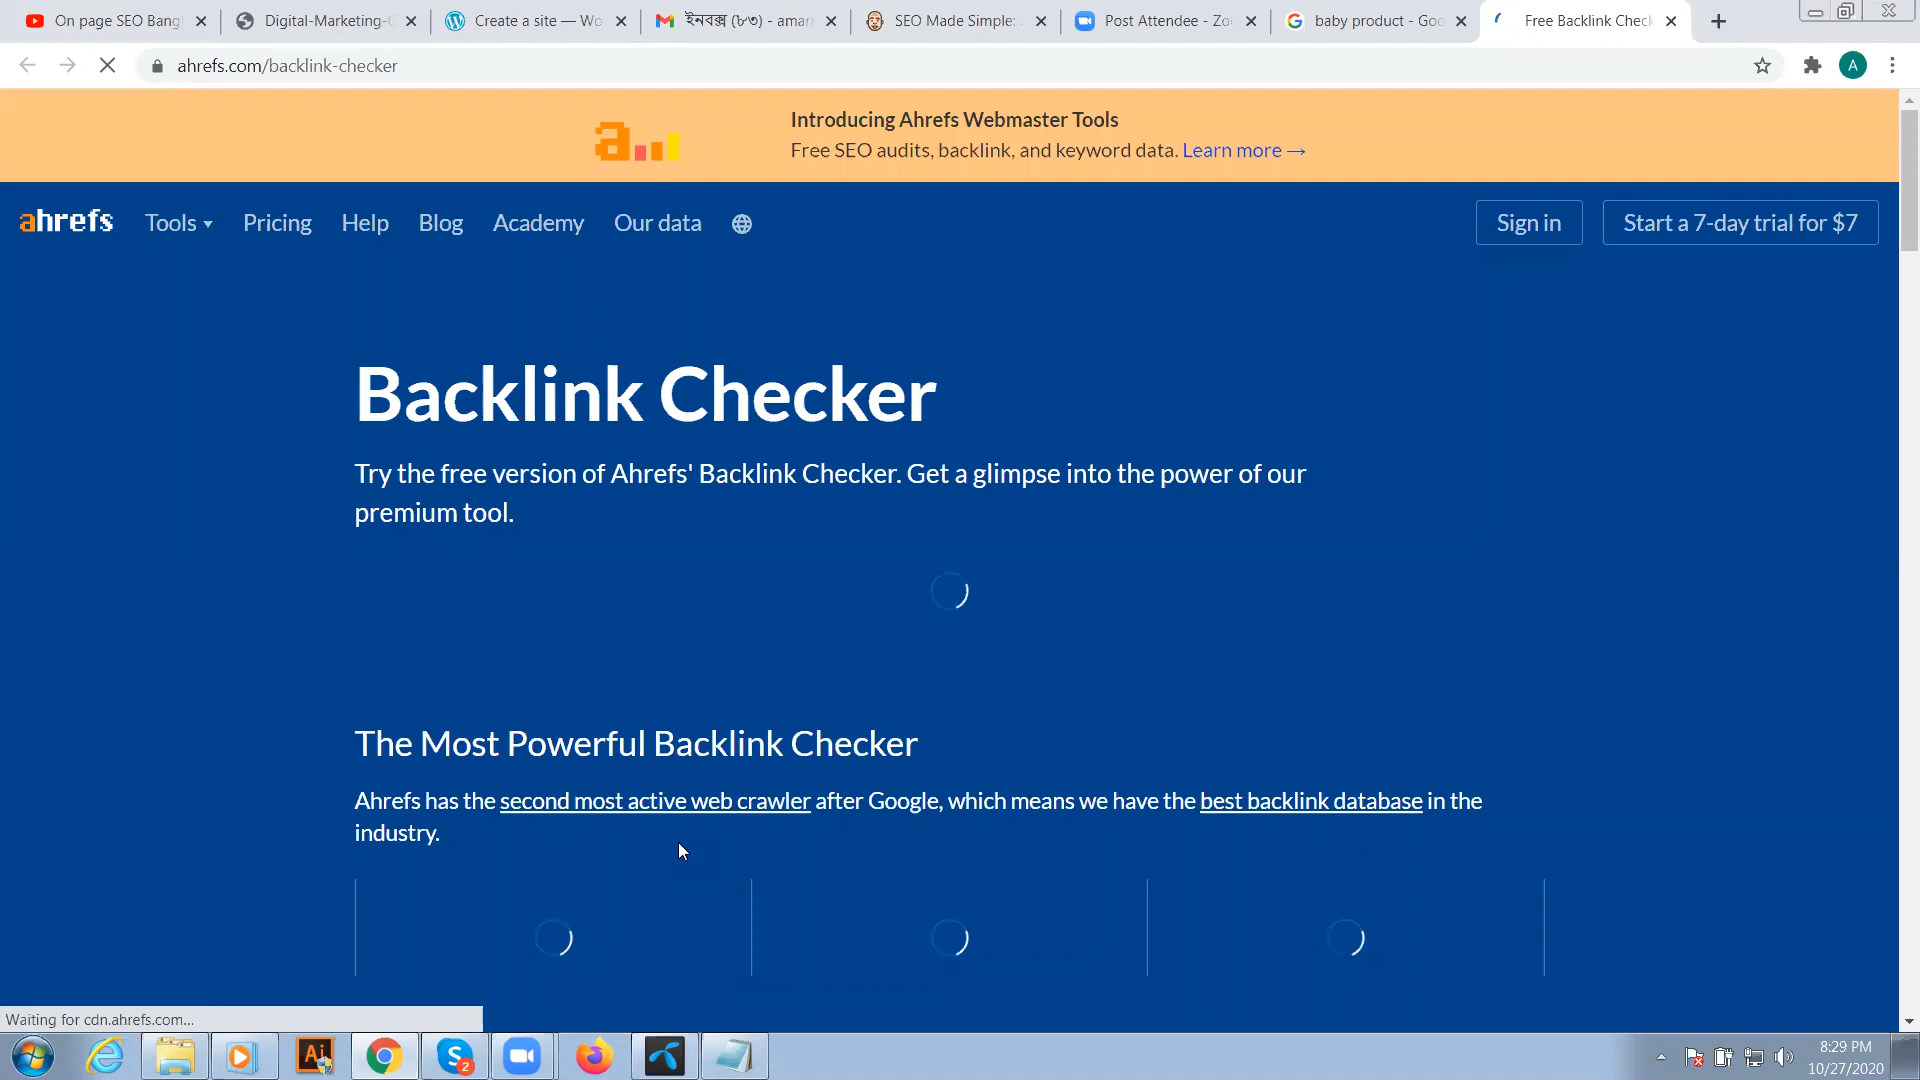 On page SEO Bang
Digital-Marketing-C
Create a site — Wo
ইনবক্স (৮৩) - amarr
SEO Made Simple:
Post Attendee - Zo
baby product - Goo
Free Backlink Check
ahrefs.com/backlink-checker
A
Introducing Ahrefs Webmaster Tools
a
Free SEO audits, backlink, and keyword data. Learn more →
ahrefs Tools Pricing Help Blog Academy Our data Sign in Start a 7-day trial for $7
Backlink Checker
Try the free version of Ahrefs' Backlink Checker. Get a glimpse into the power of our
premium tool.
The Most Powerful Backlink Checker
Ahrefs has the second most active web crawler after Google, which means we have the best backlink database in the
industry.
Waiting for cdn.ahrefs.com...
Ai
S
2
8:29 PM
10/27/2020